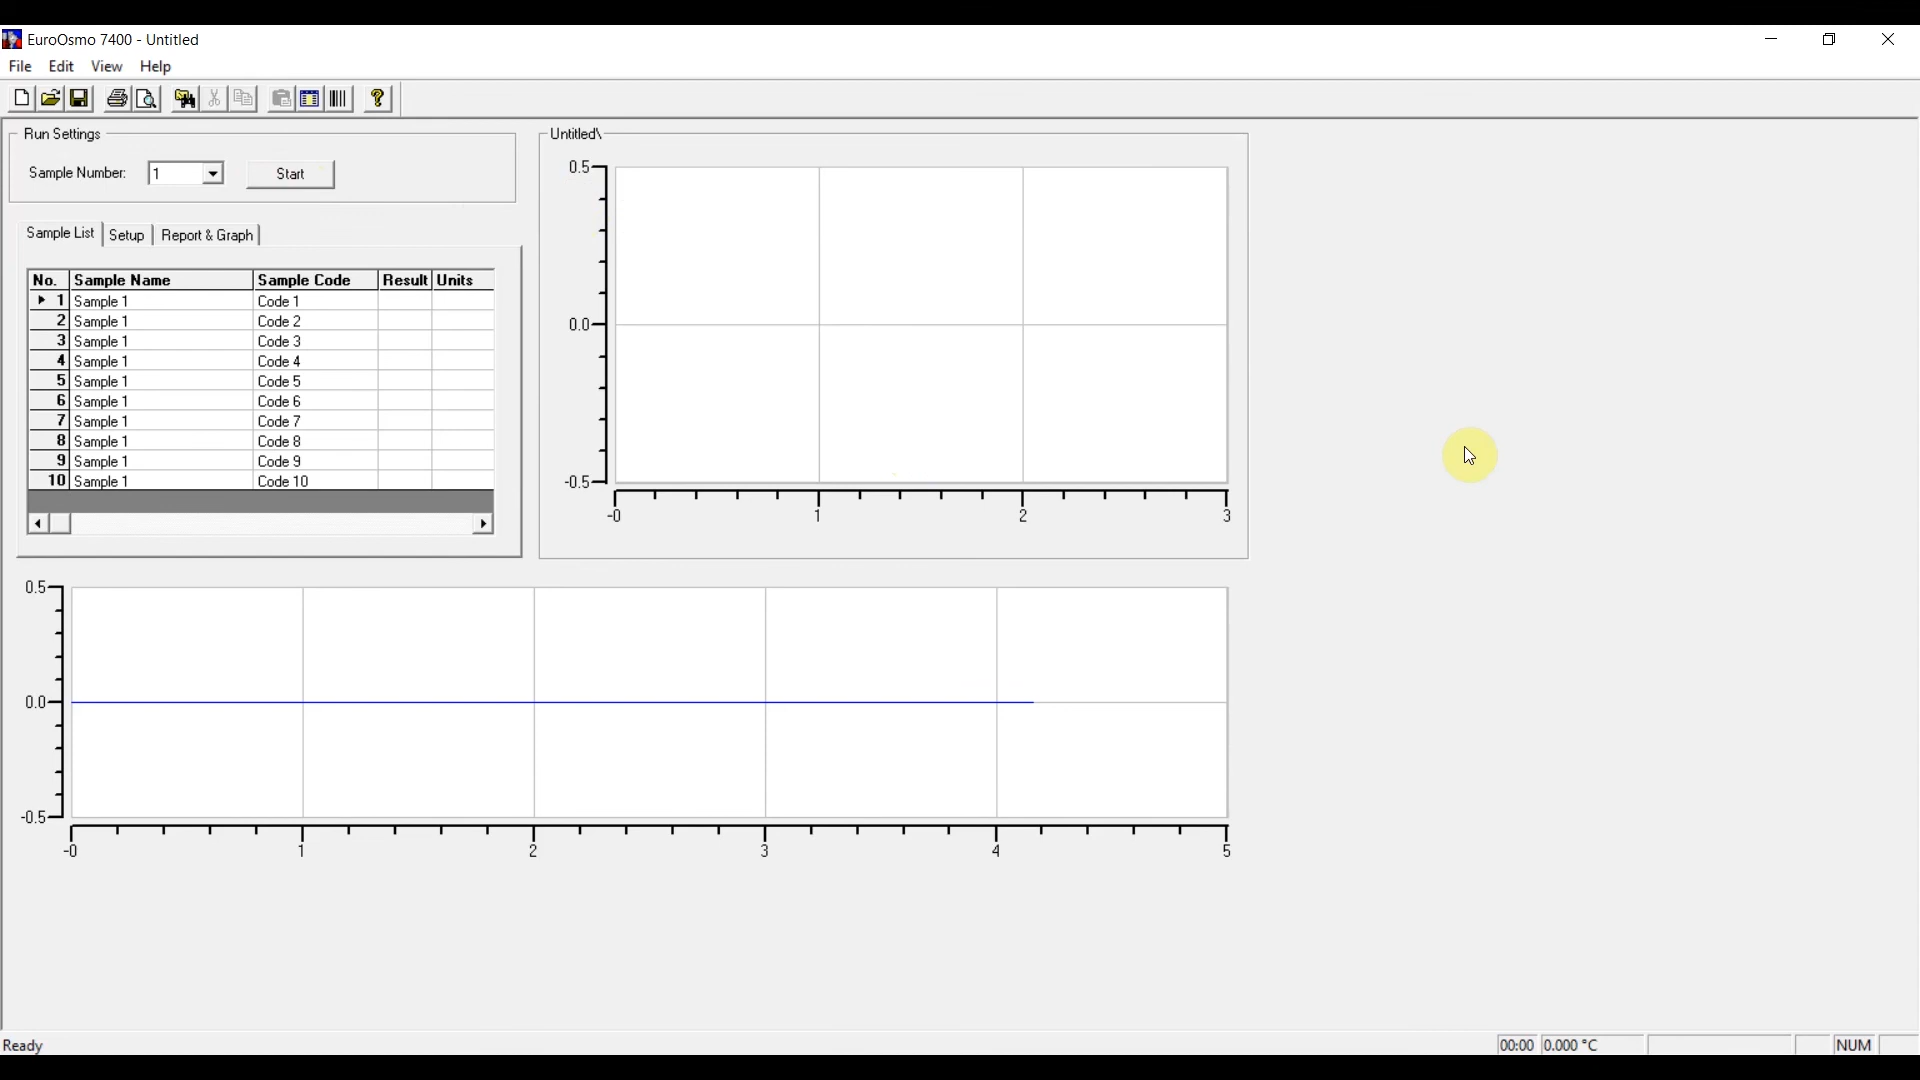 EuroOsmo 7400 - Untitled
File Edit View Help
Run Settings
Sample Number: 1 Start
Sample List Setup Report & Graph
No. Sample Name Sample Code Result Units
1 Sample 1 Code 1
2 Sample 1 Code 2
3 Sample 1 Code 3
4 Sample 1 Code 4
5 Sample 1 Code 5
6 Sample 1 Code 6
7 Sample 1 Code 7
8 Sample 1 Code 8
9 Sample 1 Code 9
10 Sample 1 Code 10
Untitled\
0.5
0.0
-0.5
-0 1 2 3
0.5
0.0
-0.5
-0 1 2 3 4 5
Ready 00:00 0.000 °C NUM